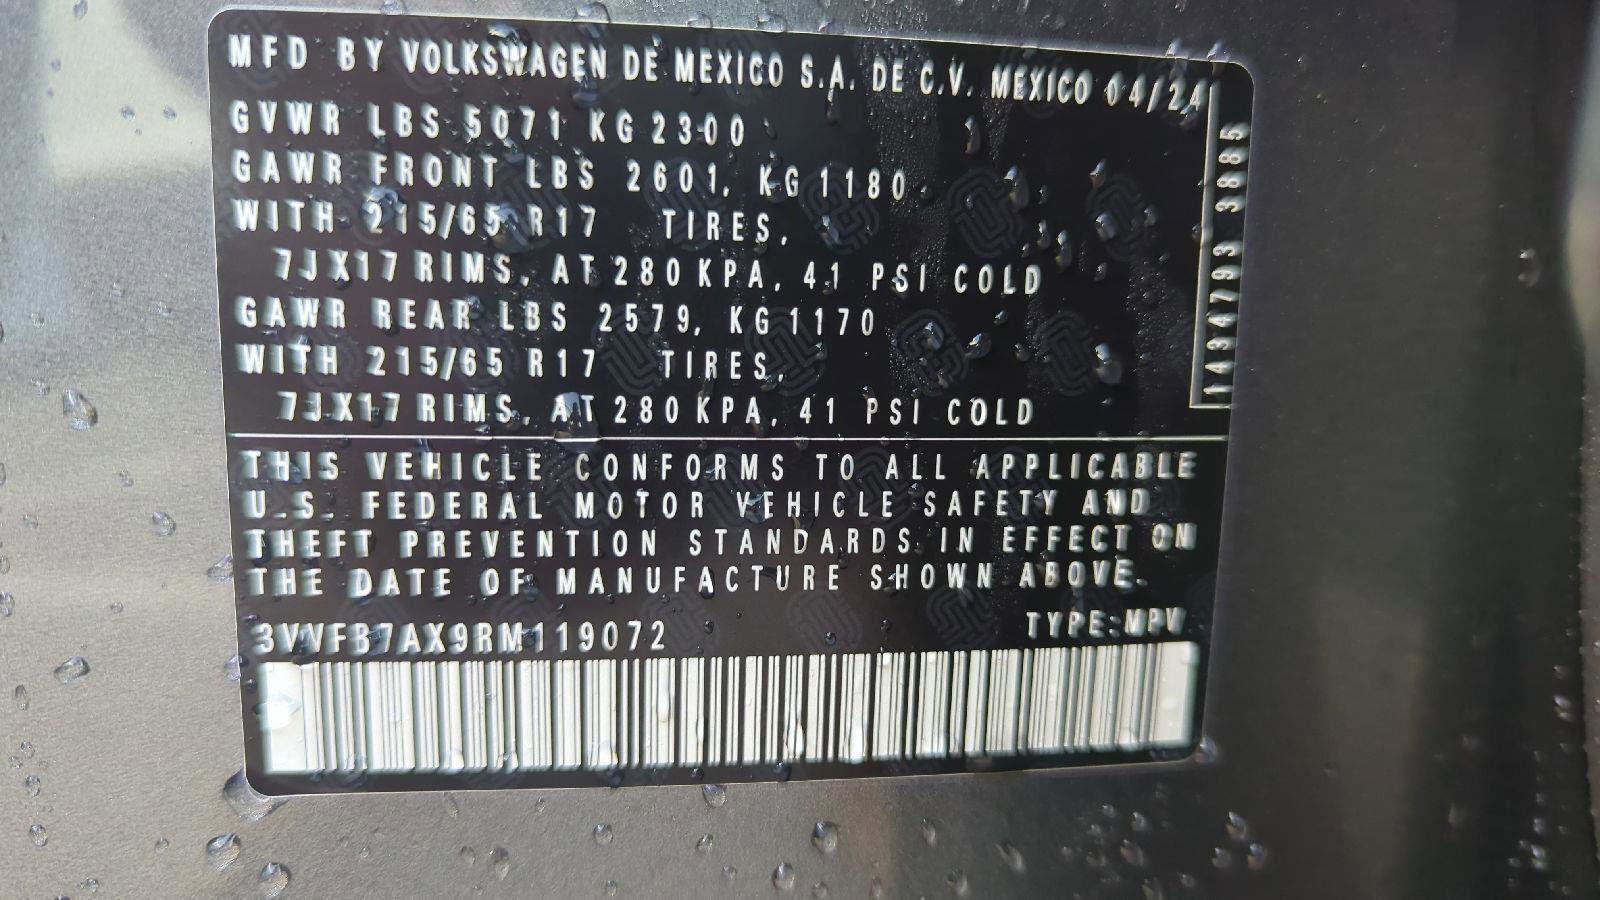 MFD BY VOLKSWAGEN DE MEXICO S.A. DE C.V. MEXICO 04/24
GVWR LBS 5071 KG 2300
GAWR FRONT LBS 2601, KG 1180
WITH 215/65 R17 TIRES,
7JX17 RIMS, AT 280 KPA, 41 PSI COLD
GAWR REAR LBS 2579, KG 1170
WITH 215/65 R17 TIRES,
7JX17 RIMS, AT 280 KPA, 41 PSI COLD
1434793 3885
THIS VEHICLE CONFORMS TO ALL APPLICABLE
U.S. FEDERAL MOTOR VEHICLE SAFETY AND
THEFT PREVENTION STANDARDS IN EFFECT ON
THE DATE OF MANUFACTURE SHOWN ABOVE.
3VVFB7AX9RM119072
TYPE:MPV